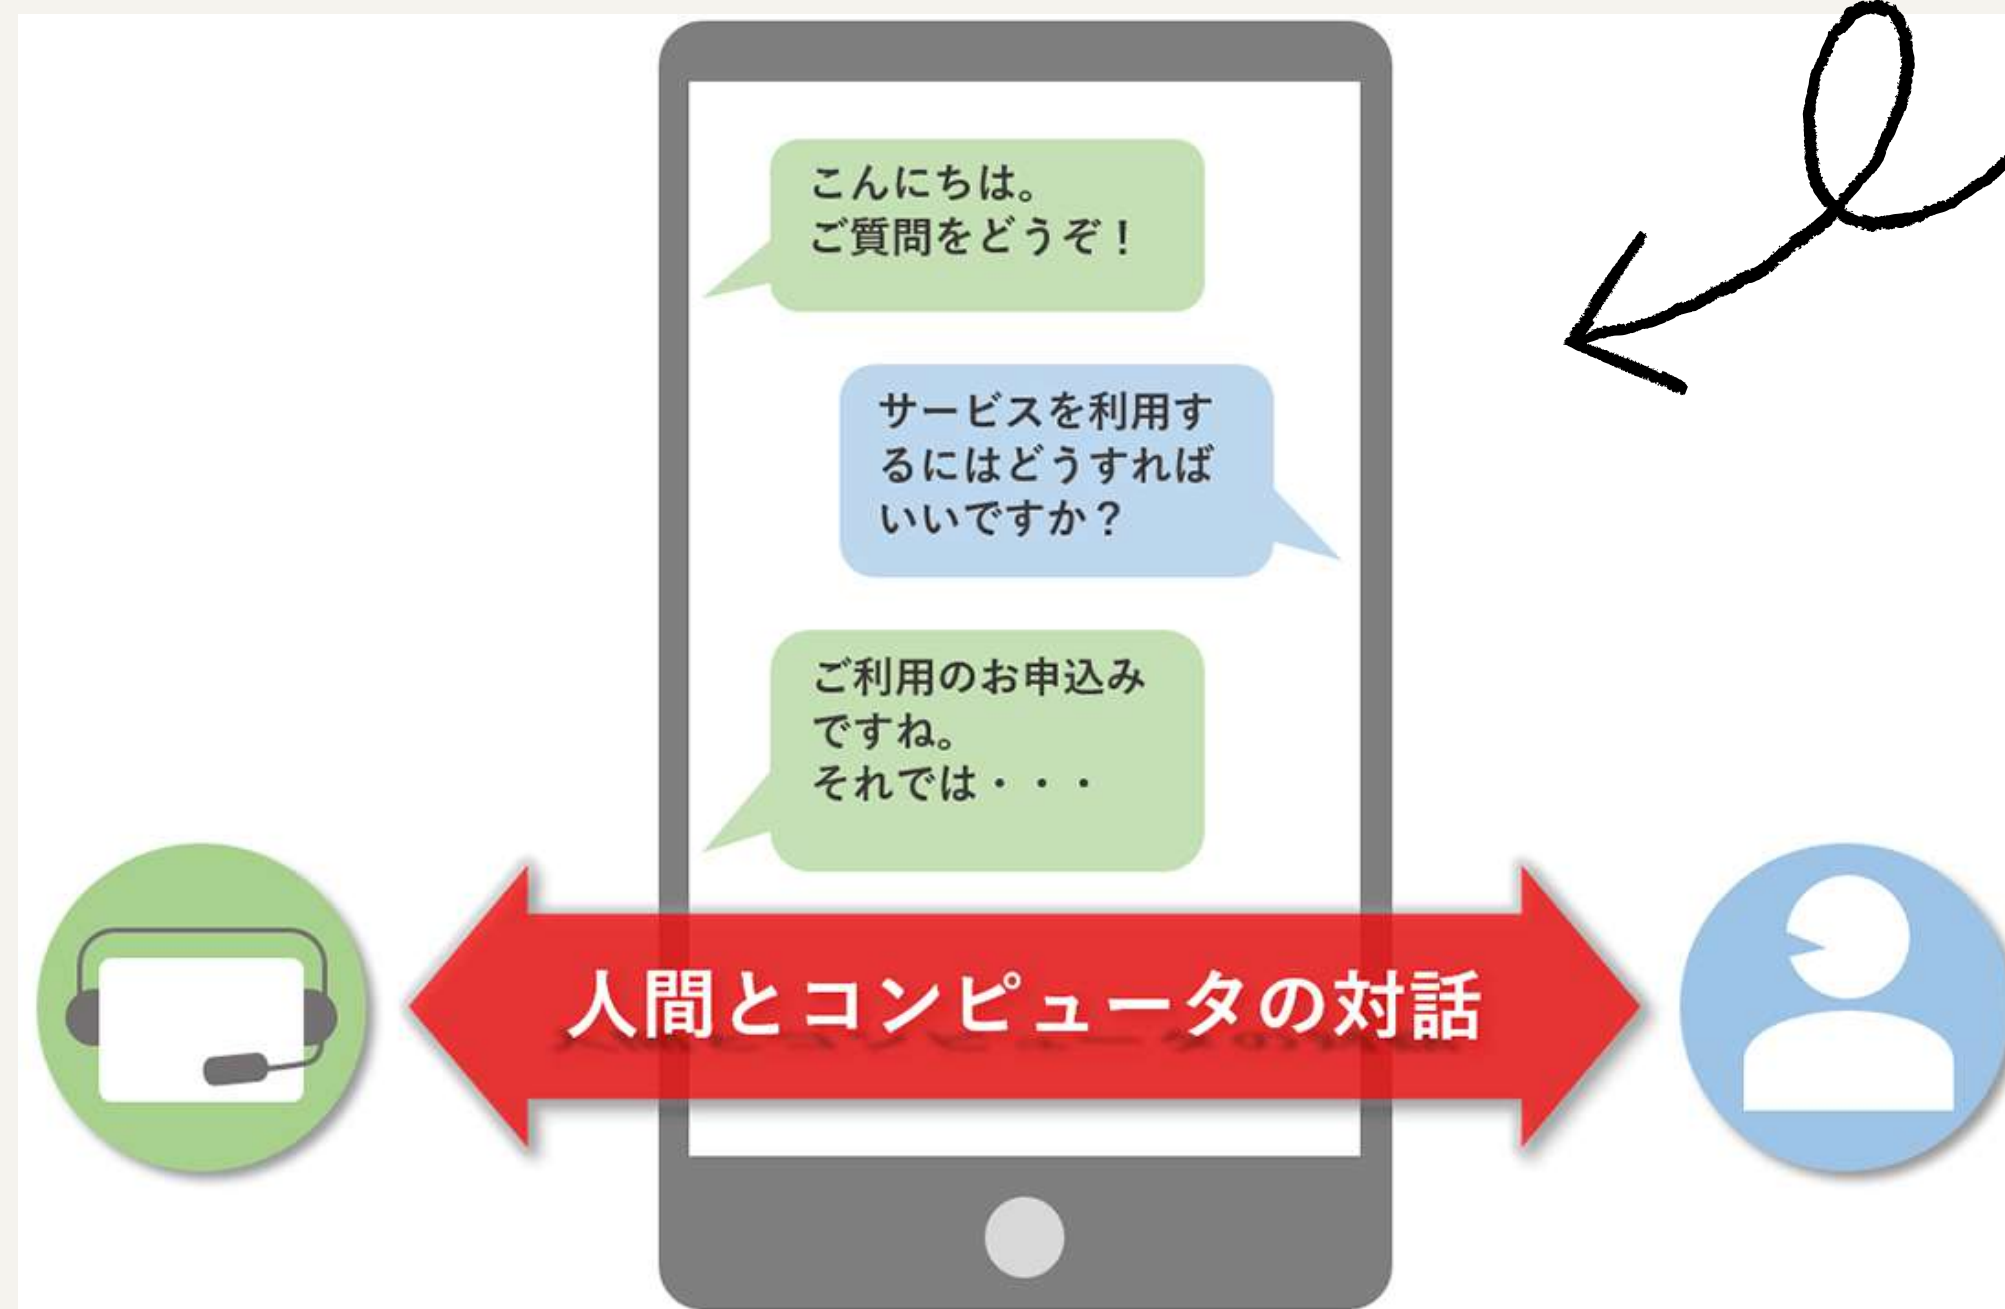 こんにちは。
ご質問をどうぞ！
サービスを利用す
るにはどうすれば
いいですか？
ご利用のお申込み
ですね。
それでは・・・
人間とコンピュータの対話